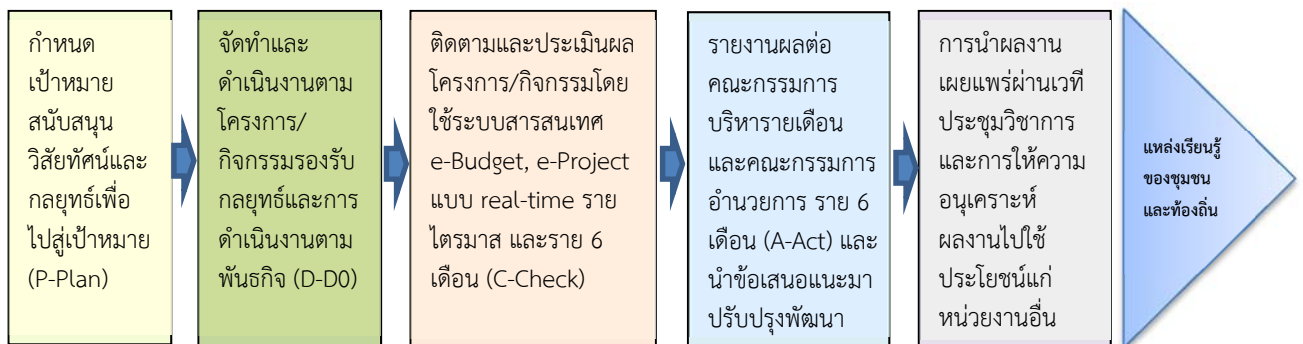 กำหนด
เป้าหมาย
สนับสนุน
วิสัยทัศน์และ
กลยุทธ์เพื่อ
ไปสู่เป้าหมาย
(P-Plan)
จัดทำและ
ดำเนินงานตาม
โครงการ/
กิจกรรมรองรับ
กลยุทธ์และการ
ดำเนินงานตาม
พันธกิจ (D-D0)
ติดตามและประเมินผล
โครงการ/กิจกรรมโดย
ใช้ระบบสารสนเทศ
e-Budget, e-Project
แบบ real-time ราย
ไตรมาส และราย 6
เดือน (C-Check)
รายงานผลต่อ
คณะกรรมการ
บริหารายเดือน
และคณะกรรมการ
อำนวยการ ราย 6
เดือน (A-Act) และ
นำข้อเสนอแนะมา
ปรับปรุงพัฒนา
การนำผลงาน
เผยแพร่ผ่านเวที
ประชุมวิชาการ
และการให้ความ
อนุเคราะห์
ผลงานไปใช้
ประโยชน์แก่
หน่วยงานอื่น
แหล่งเรียนรู้
ของชุมชน
และท้องถิ่น